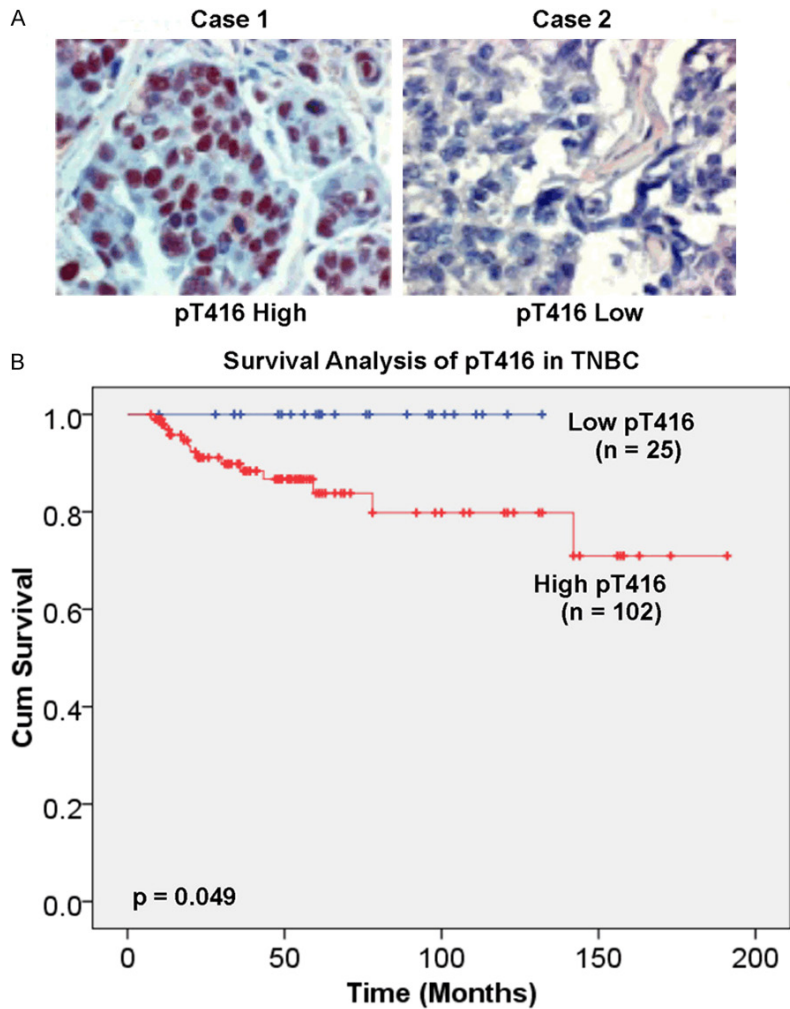 A
Case 1
Case 2
pT416 High
pT416 Low
B
Survival Analysis of pT416 in TNBC
1.0
0.8
0.6
0.4
0.2
0.0
Cum Survival
Low pT416
(n = 25)
High pT416
(n = 102)
p = 0.049
0
50
100
150
200
Time (Months)